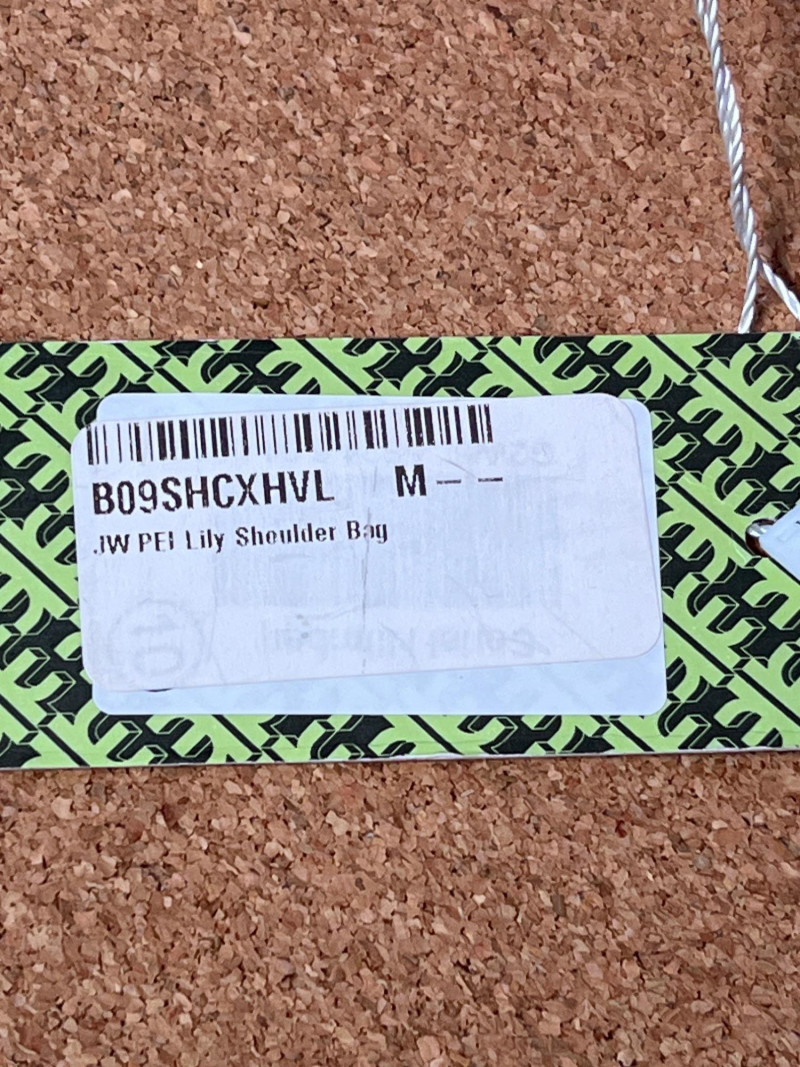 B09SHCXHVL M— —
JW PEI Lily Shoulder Bag